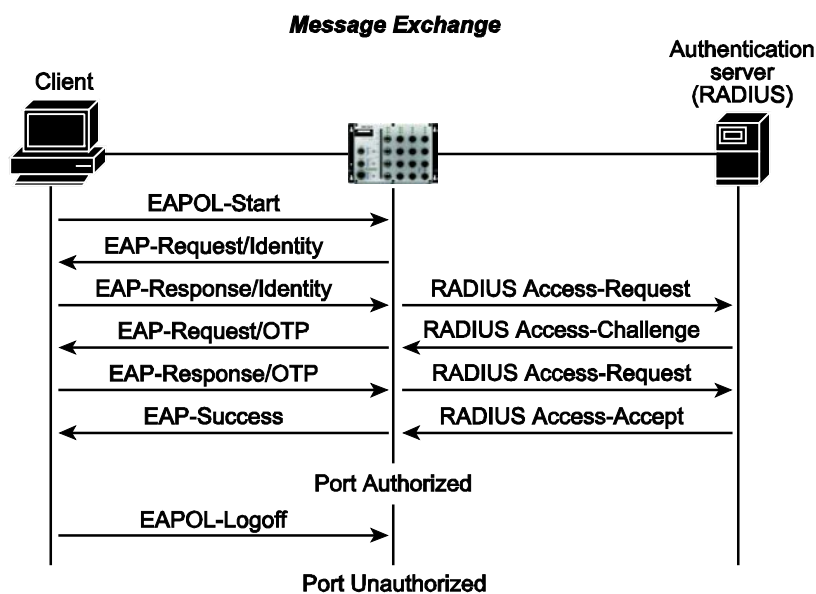 Message Exchange
Client
Authentication
server
(RADIUS)
EAPOL-Start
EAP-Request/Identity
EAP-Response/Identity
RADIUS Access-Request
EAP-Request/OTP
RADIUS Access-Challenge
EAP-Response/OTP
RADIUS Access-Request
EAP-Success
RADIUS Access-Accept
Port Authorized
EAPOL-Logoff
Port Unauthorized